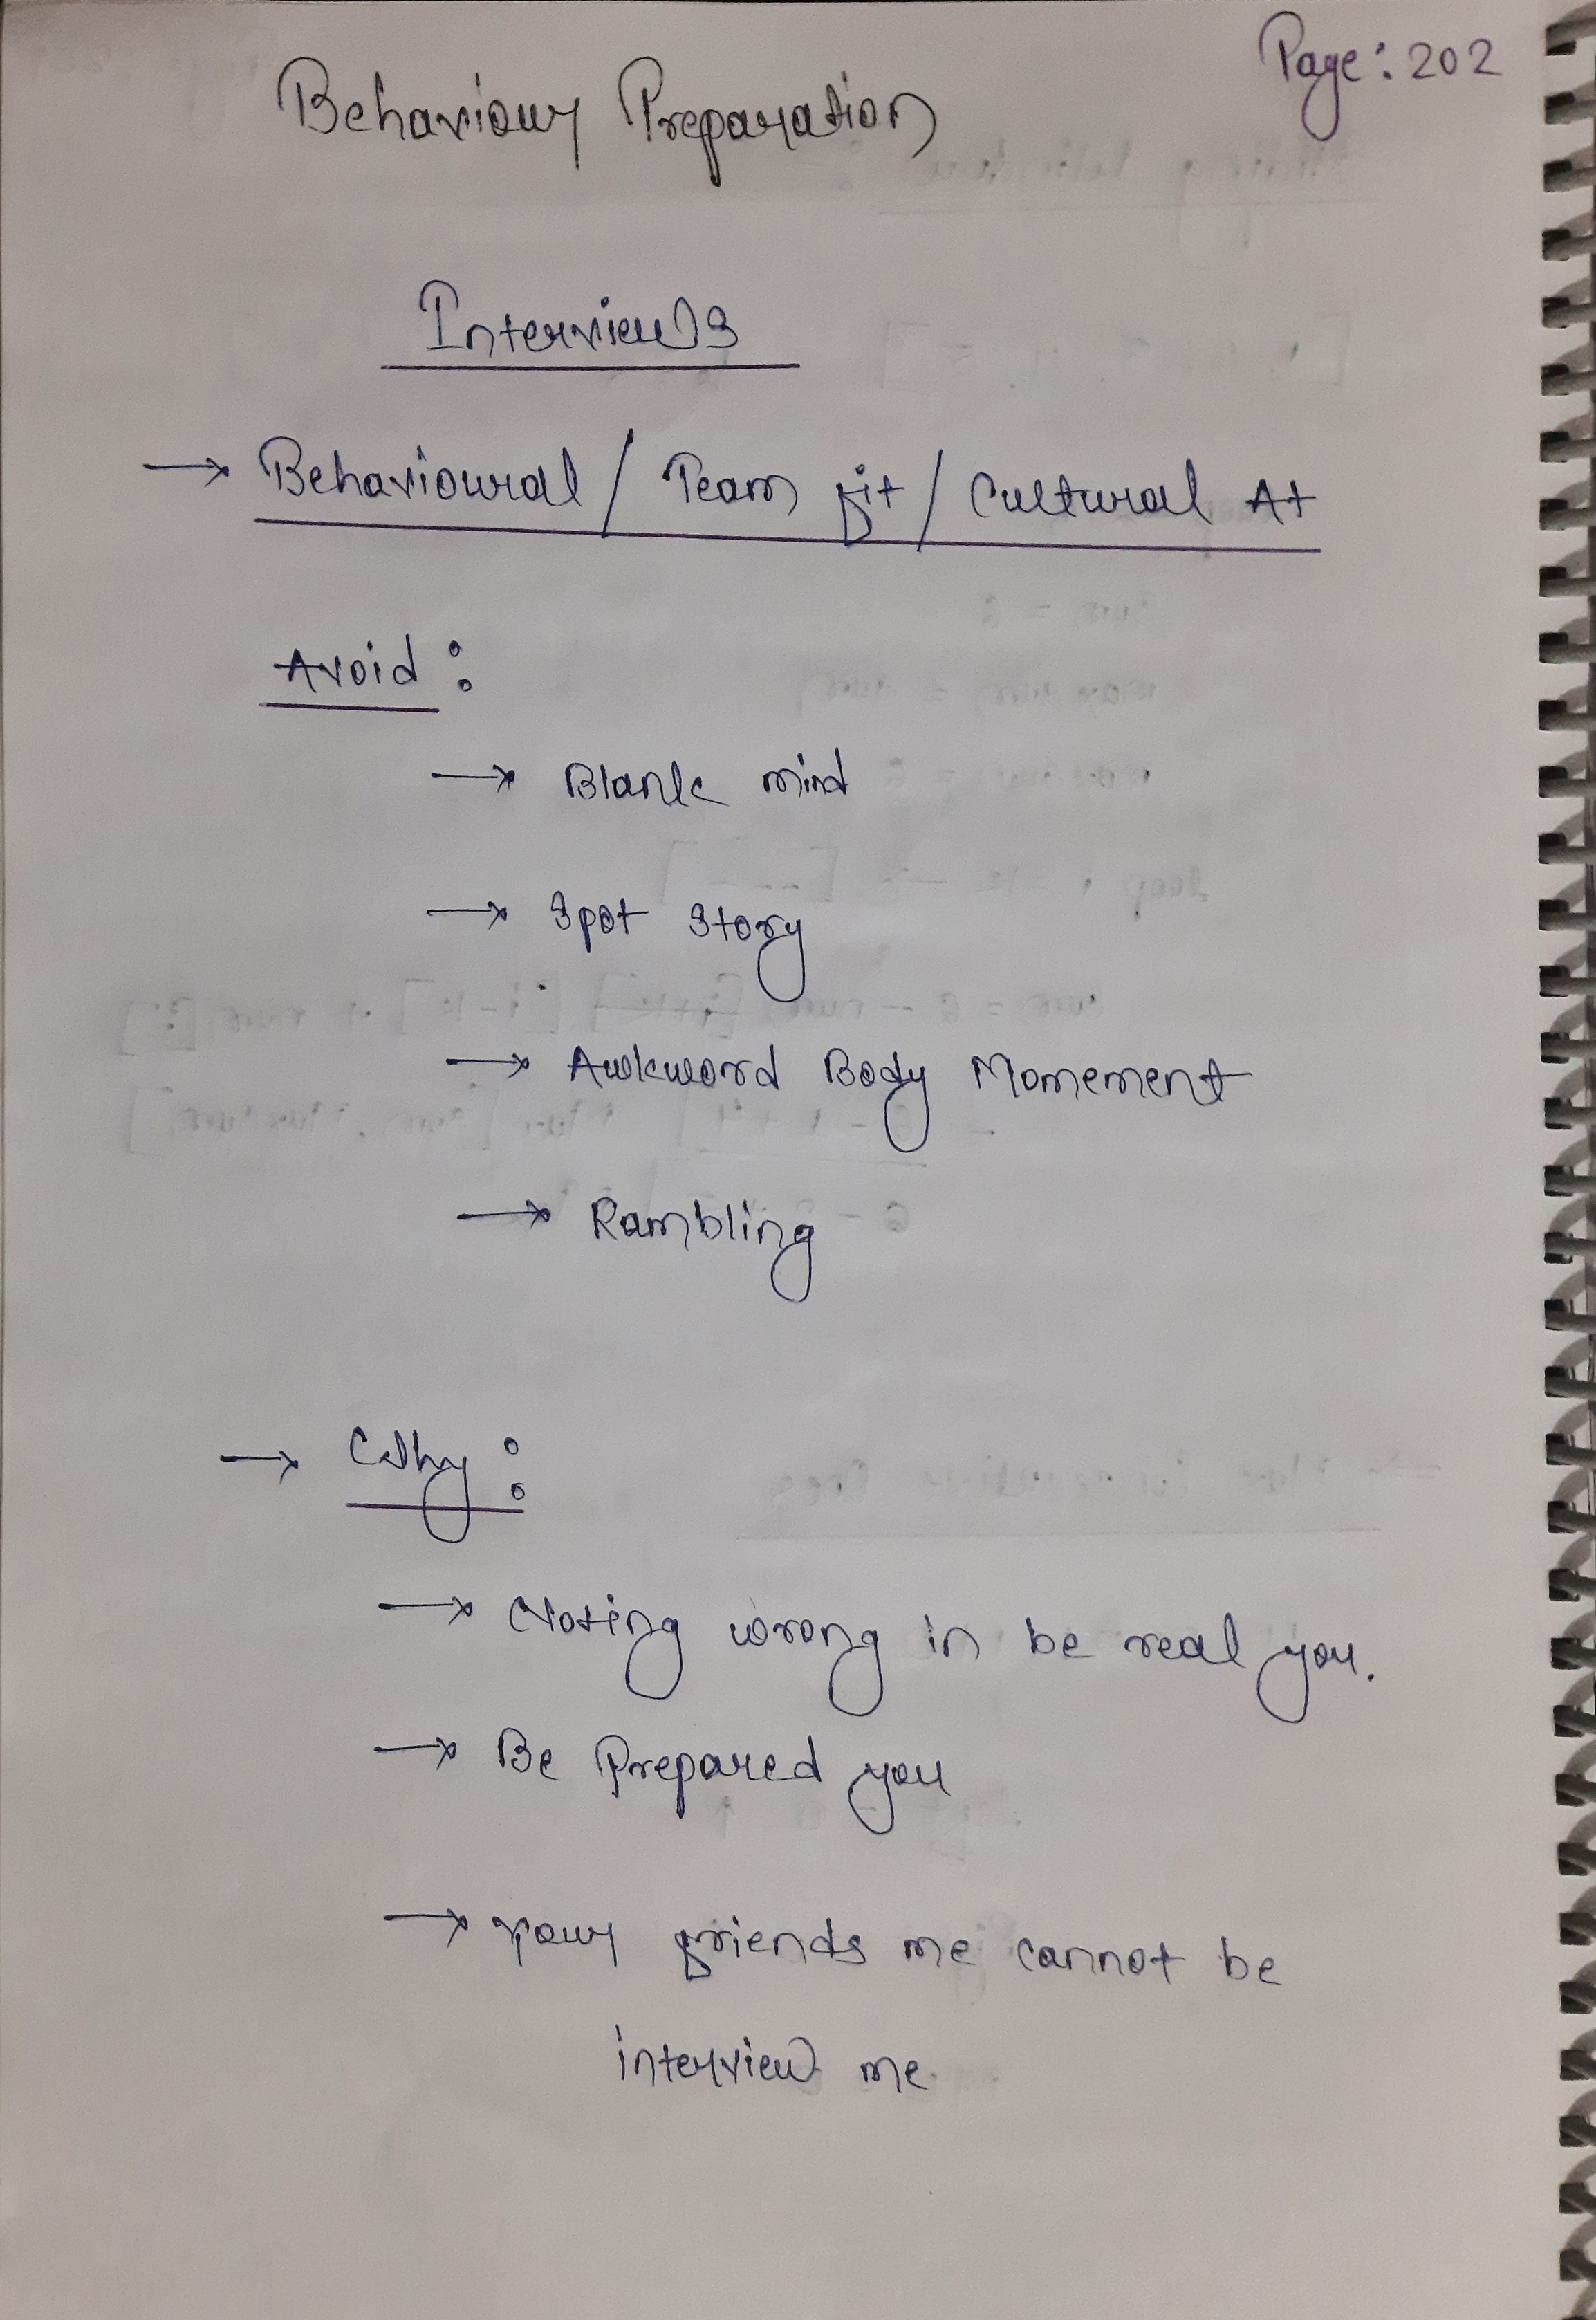 Page: 202
Behaviour Preparation
Interviews
→ Behavioural / Team fit / Cultural At
Avoid:
→ Blank mind
→ Spot Story
→ Awkword Body Momement
→ Rambling
→ Why:
→ Noting wrong in be real you.
→ Be Prepared you
→ Your friends me cannot be
interview me